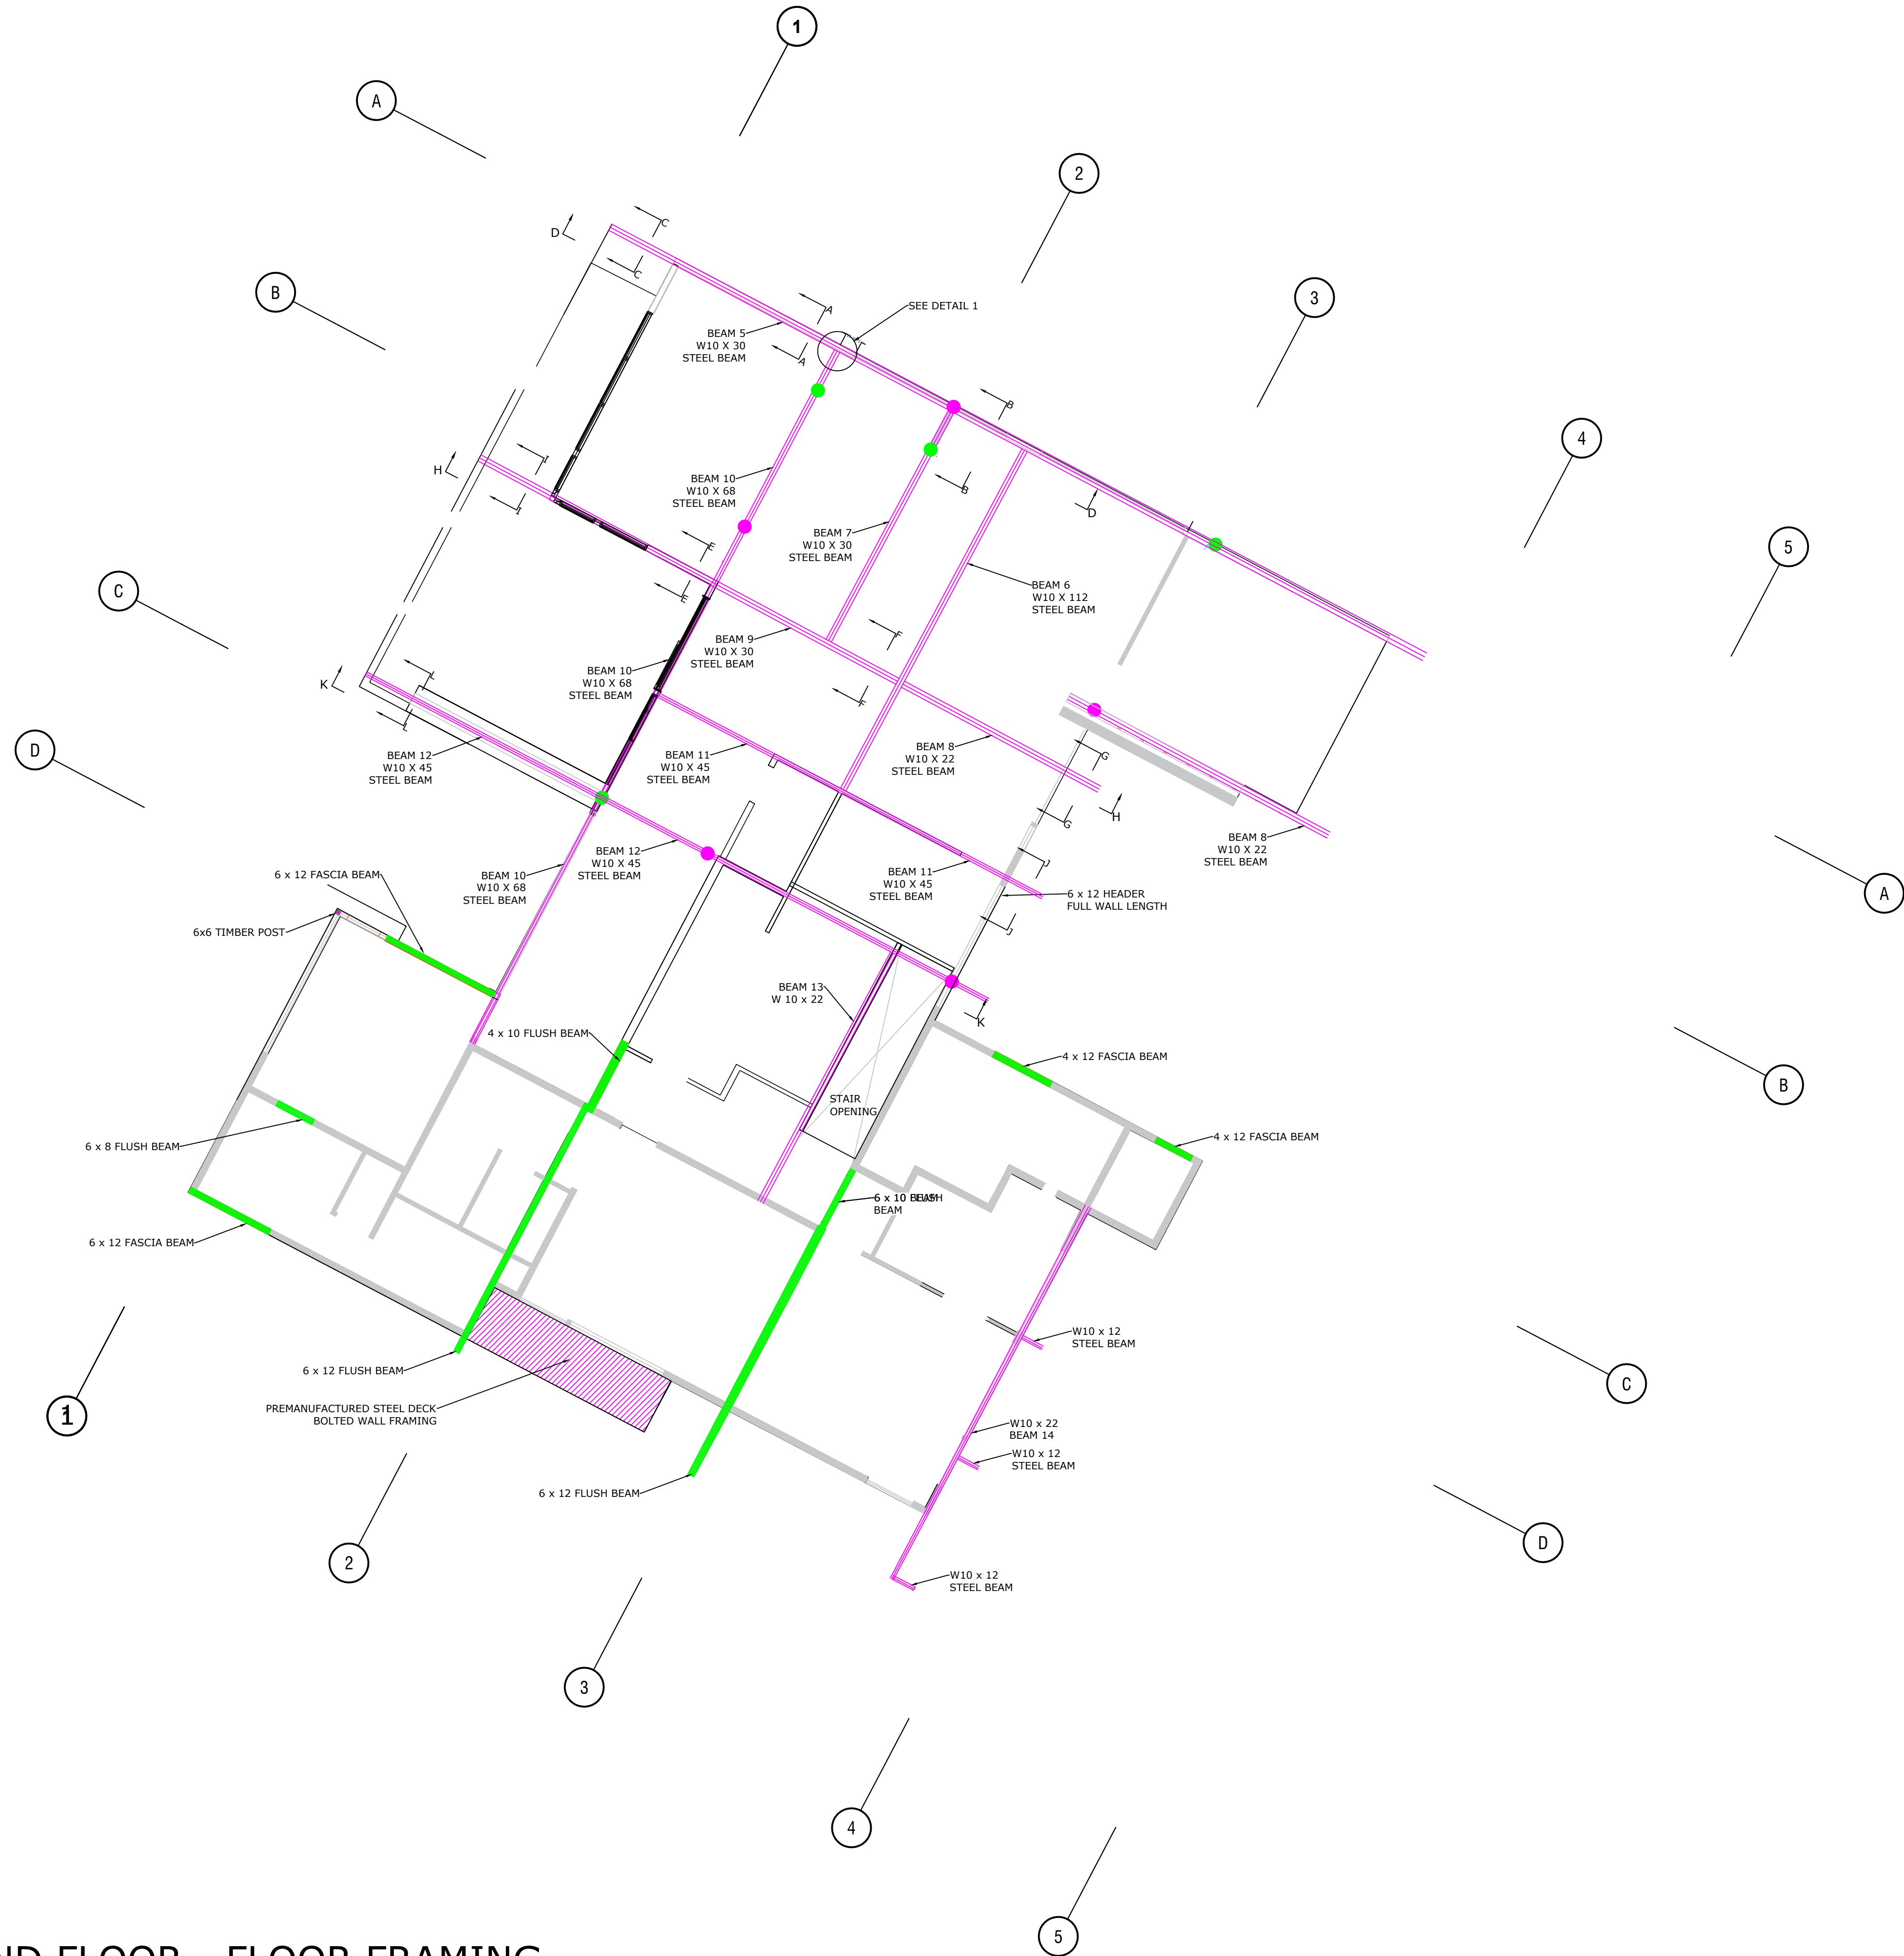 1
A
2
D
C
C
B
3
A
SEE DETAIL 1
BEAM 5
W10 X 30
STEEL BEAM
A
B
4
H
I
I
BEAM 10
W10 X 68
STEEL BEAM
B
D
E
E
BEAM 7
W10 X 30
STEEL BEAM
5
C
BEAM 6
W10 X 112
STEEL BEAM
F
F
BEAM 9
W10 X 30
STEEL BEAM
BEAM 10
W10 X 68
STEEL BEAM
K
L
L
D
BEAM 12
W10 X 45
STEEL BEAM
BEAM 11
W10 X 45
STEEL BEAM
BEAM 8
W10 X 22
STEEL BEAM
G
G
H
BEAM 8
W10 X 22
STEEL BEAM
BEAM 12
W10 X 45
STEEL BEAM
BEAM 10
W10 X 68
STEEL BEAM
BEAM 11
W10 X 45
STEEL BEAM
J
J
6 x 12 HEADER
FULL WALL LENGTH
A
6 x 12 FASCIA BEAM
6x6 TIMBER POST
BEAM 13
W 10 x 22
K
4 x 10 FLUSH BEAM
4 x 12 FASCIA BEAM
B
STAIR
OPENING
4 x 12 FASCIA BEAM
6 x 8 FLUSH BEAM
6 x 10
BEAM
6 x 12 FASCIA BEAM
W10 x 12
STEEL BEAM
6 x 12 FLUSH BEAM
C
PREMANUFACTURED STEEL DECK
BOLTED WALL FRAMING
1
W10 x 22
BEAM 14
W10 x 12
STEEL BEAM
6 x 12 FLUSH BEAM
D
2
W10 x 12
STEEL BEAM
3
4
5
FLOOR FRAMING